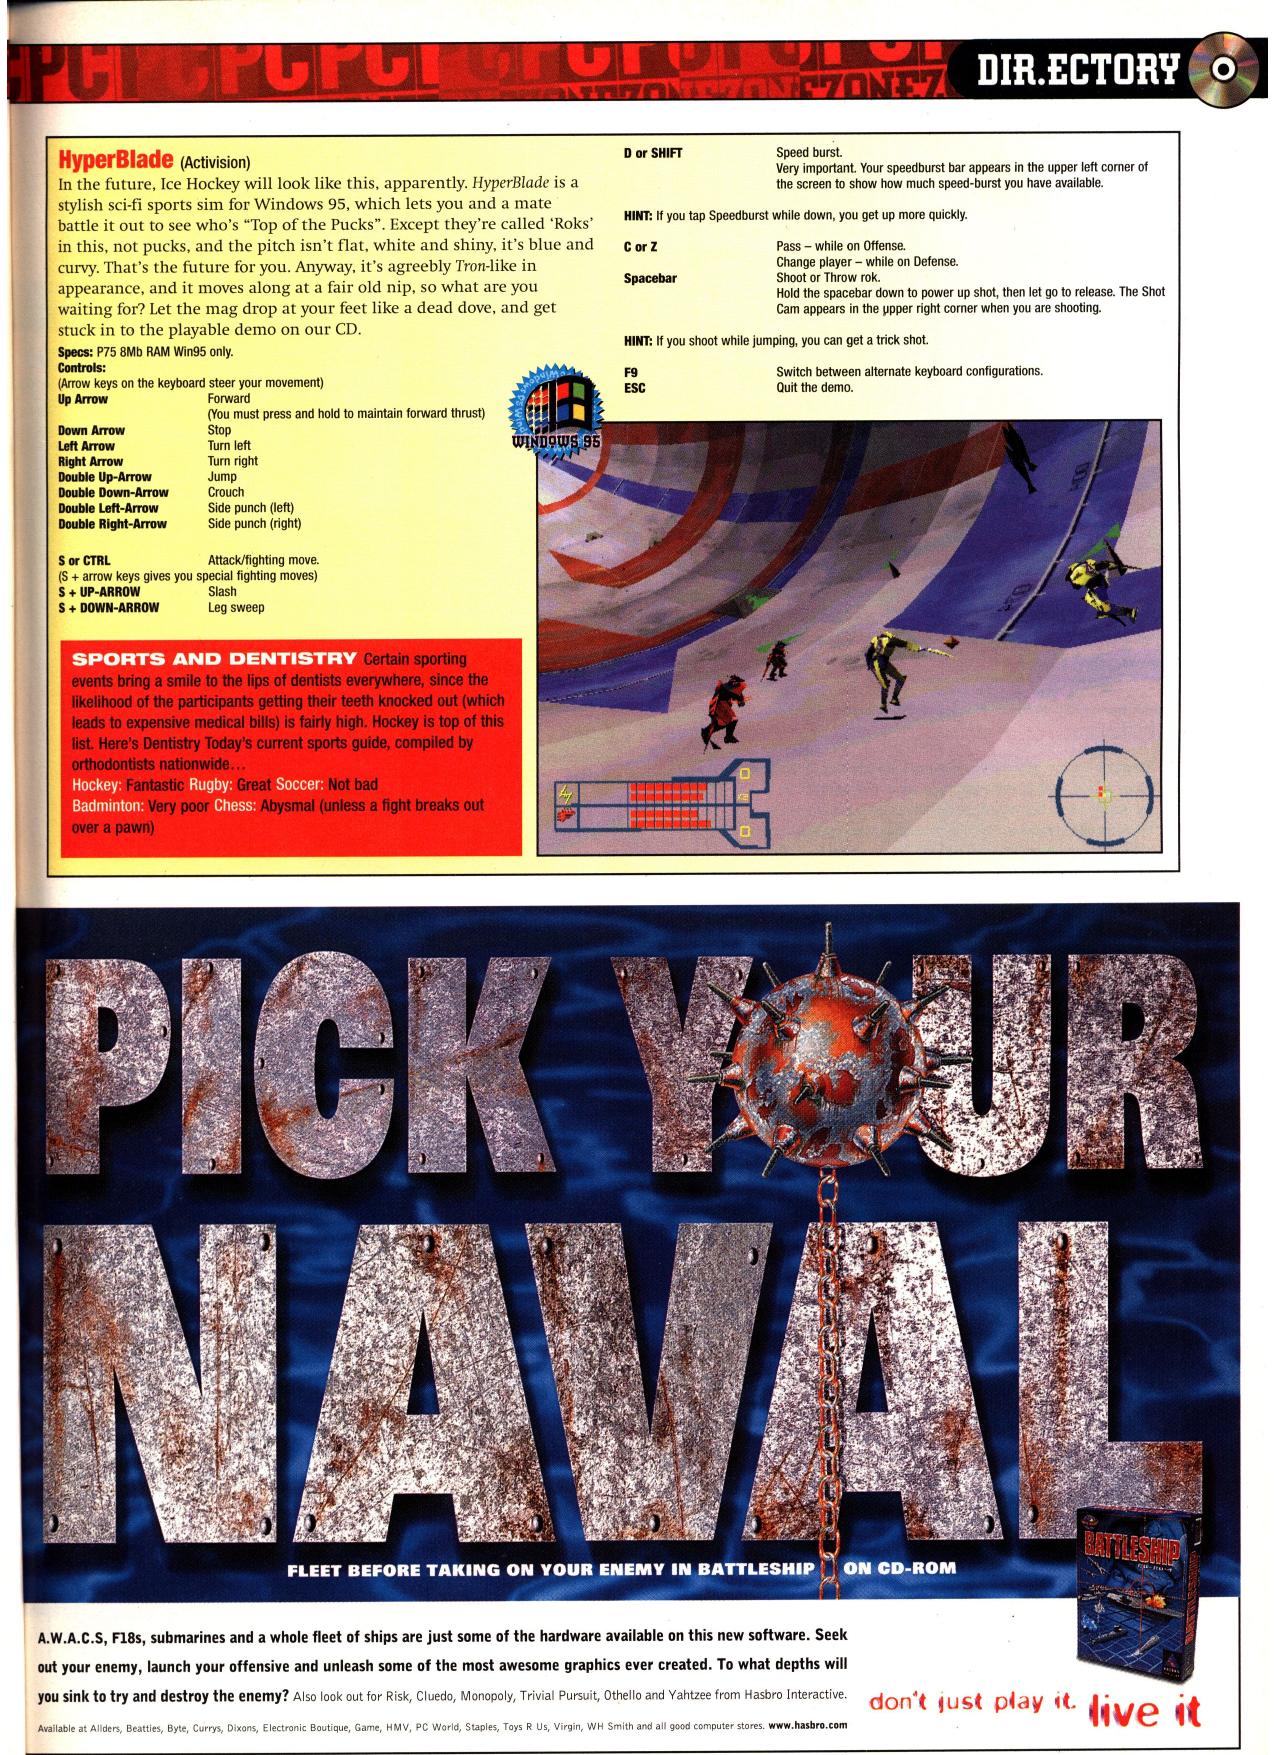 DIR.ECTORY
HyperBlade (Activision)
In the future, Ice Hockey will look like this, apparently. HyperBlade is a
stylish sci-fi sports sim for Windows 95, which lets you and a mate
battle it out to see who's “Top of the Pucks”. Except they're called ‘Roks’
in this, not pucks, and the pitch isn't flat, white and shiny, it's blue and
curvy. That's the future for you. Anyway, it's agreebly Tron-like in
appearance, and it moves along at a fair old nip, so what are you
waiting for? Let the mag drop at your feet like a dead dove, and get
stuck in to the playable demo on our CD.
Specs: P75 8Mb RAM Win95 only.
Controls:
(Arrow keys on the keyboard steer your movement)
Up Arrow Forward
(You must press and hold to maintain forward thrust)
Down Arrow Stop
Left Arrow Turn left
Right Arrow Turn right
Double Up-Arrow Jump
Double Down-Arrow Crouch
Double Left-Arrow Side punch (left)
Double Right-Arrow Side punch (right)
S or CTRL Attack/fighting move.
(S + arrow keys gives you special fighting moves)
S + UP-ARROW Slash
S + DOWN-ARROW Leg sweep
SPORTS AND DENTISTRY Certain sporting
events bring a smile to the lips of dentists everywhere, since the
likelihood of the participants getting their teeth knocked out (which
leads to expensive medical bills) is fairly high. Hockey is top of this
list. Here's Dentistry Today's current sports guide, compiled by
orthodontists nationwide…
Hockey: Fantastic Rugby: Great Soccer: Not bad
Badminton: Very poor Chess: Abysmal (unless a fight breaks out
over a pawn)
D or SHIFT Speed burst.
Very important. Your speedburst bar appears in the upper left corner of
the screen to show how much speed-burst you have available.
HINT: If you tap Speedburst while down, you get up more quickly.
C or Z Pass – while on Offense.
Change player – while on Defense.
Spacebar Shoot or Throw rok.
Hold the spacebar down to power up shot, then let go to release. The Shot
Cam appears in the upper right corner when you are shooting.
HINT: If you shoot while jumping, you can get a trick shot.
F9 Switch between alternate keyboard configurations.
ESC Quit the demo.
WINDOWS 95
PICK YOUR
NAVAL
FLEET BEFORE TAKING ON YOUR ENEMY IN BATTLESHIP ON CD-ROM
BATTLESHIP
A.W.A.C.S, F18s, submarines and a whole fleet of ships are just some of the hardware available on this new software. Seek
out your enemy, launch your offensive and unleash some of the most awesome graphics ever created. To what depths will
you sink to try and destroy the enemy? Also look out for Risk, Cluedo, Monopoly, Trivial Pursuit, Othello and Yahtzee from Hasbro Interactive.
Available at Allders, Beatties, Byte, Currys, Dixons, Electronic Boutique, Game, HMV, PC World, Staples, Toys R Us, Virgin, WH Smith and all good computer stores. www.hasbro.com
don't just play it. live it